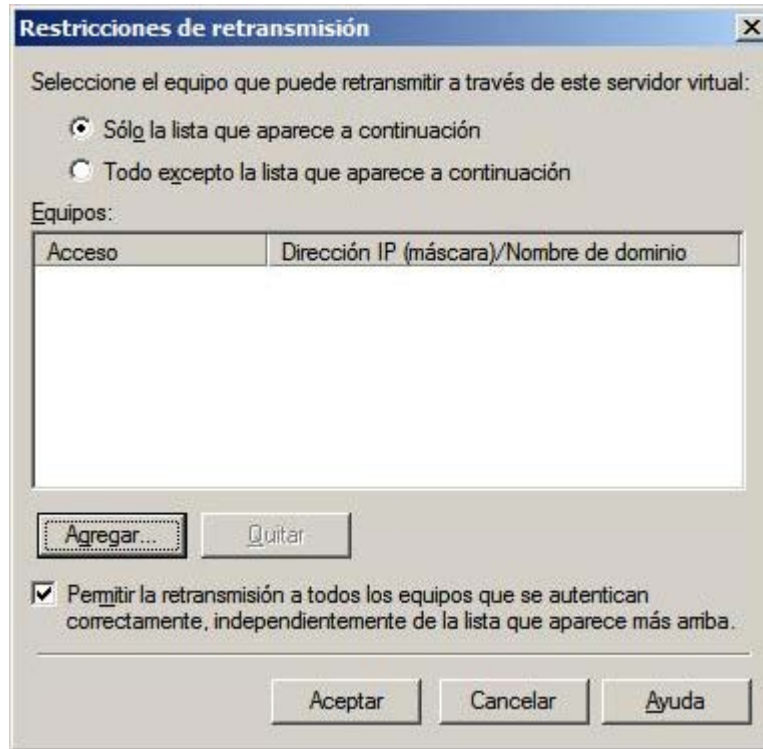 Restricciones de retransmisión
Seleccione el equipo que puede retransmitir a través de este servidor virtual:
Sólo la lista que aparece a continuación
Todo excepto la lista que aparece a continuación
Equipos:
Acceso Dirección IP (máscara)/Nombre de dominio
Agregar... Quitar
Permitir la retransmisión a todos los equipos que se autentican
correctamente, independientemente de la lista que aparece más arriba.
Aceptar Cancelar Ayuda